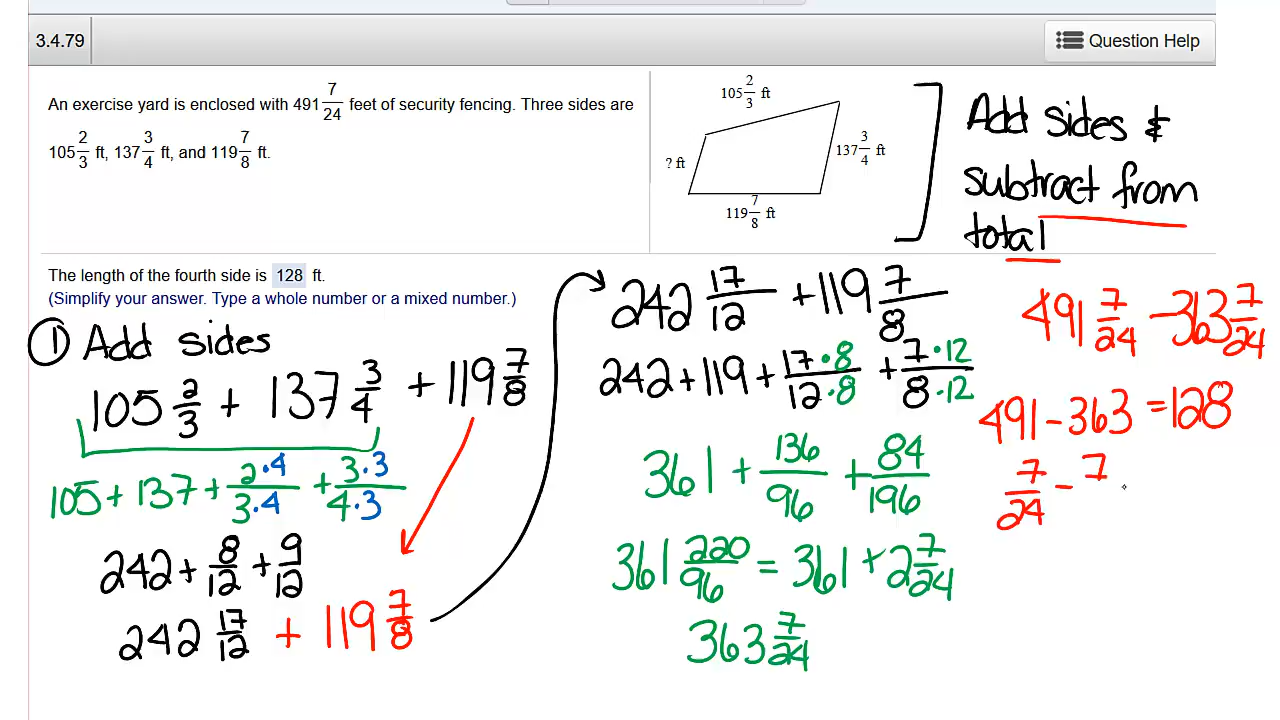 3.4.79
Question Help
An exercise yard is enclosed with 491 7/24 feet of security fencing. Three sides are
105 2/3 ft, 137 3/4 ft, and 119 7/8 ft.
105 2/3 ft
137 3/4 ft
? ft
119 7/8 ft
Add sides &
subtract from
total
The length of the fourth side is 128 ft.
(Simplify your answer. Type a whole number or a mixed number.)
① Add sides
105 2/3 + 137 3/4 + 119 7/8
105 + 137 + 2·4/3·4 + 3·3/4·3
242 + 8/12 + 9/12
242 17/12 + 119 7/8
242 17/12 + 119 7/8
242 + 119 + 17·8/12·8 + 7·12/8·12
361 + 136/96 + 84/196
361 220/96 = 361 + 2 7/24
363 7/24
491 7/24 - 363 7/24
491 - 363 = 128
7/24 - 7